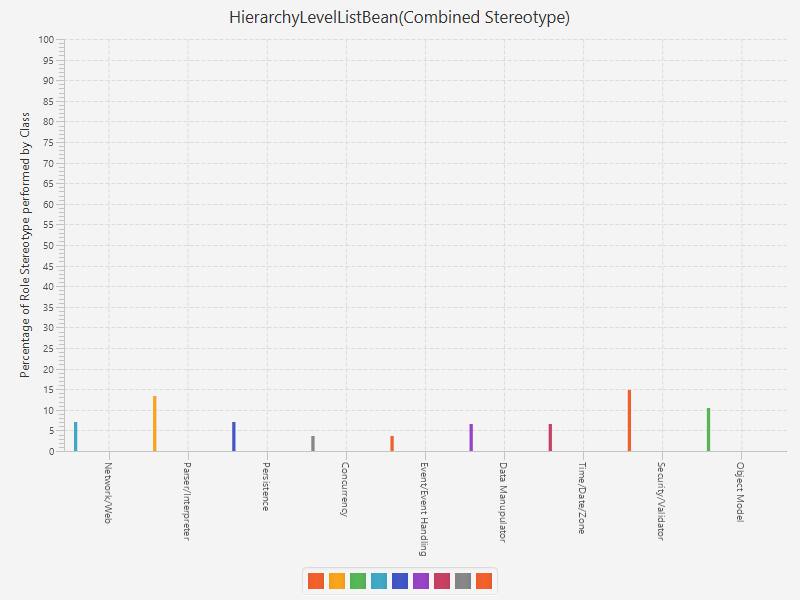 HierarchyLevelListBean(Combined Stereotype)
Percentage of Role Stereotype performed by Class
100
95
90
85
80
75
70
65
60
55
50
45
40
35
30
25
20
15
10
5
0
Network/Web
Parser/Interpreter
Persistence
Concurrency
Event/Event Handling
Data Manupulator
Time/Date/Zone
Security/Validator
Object Model